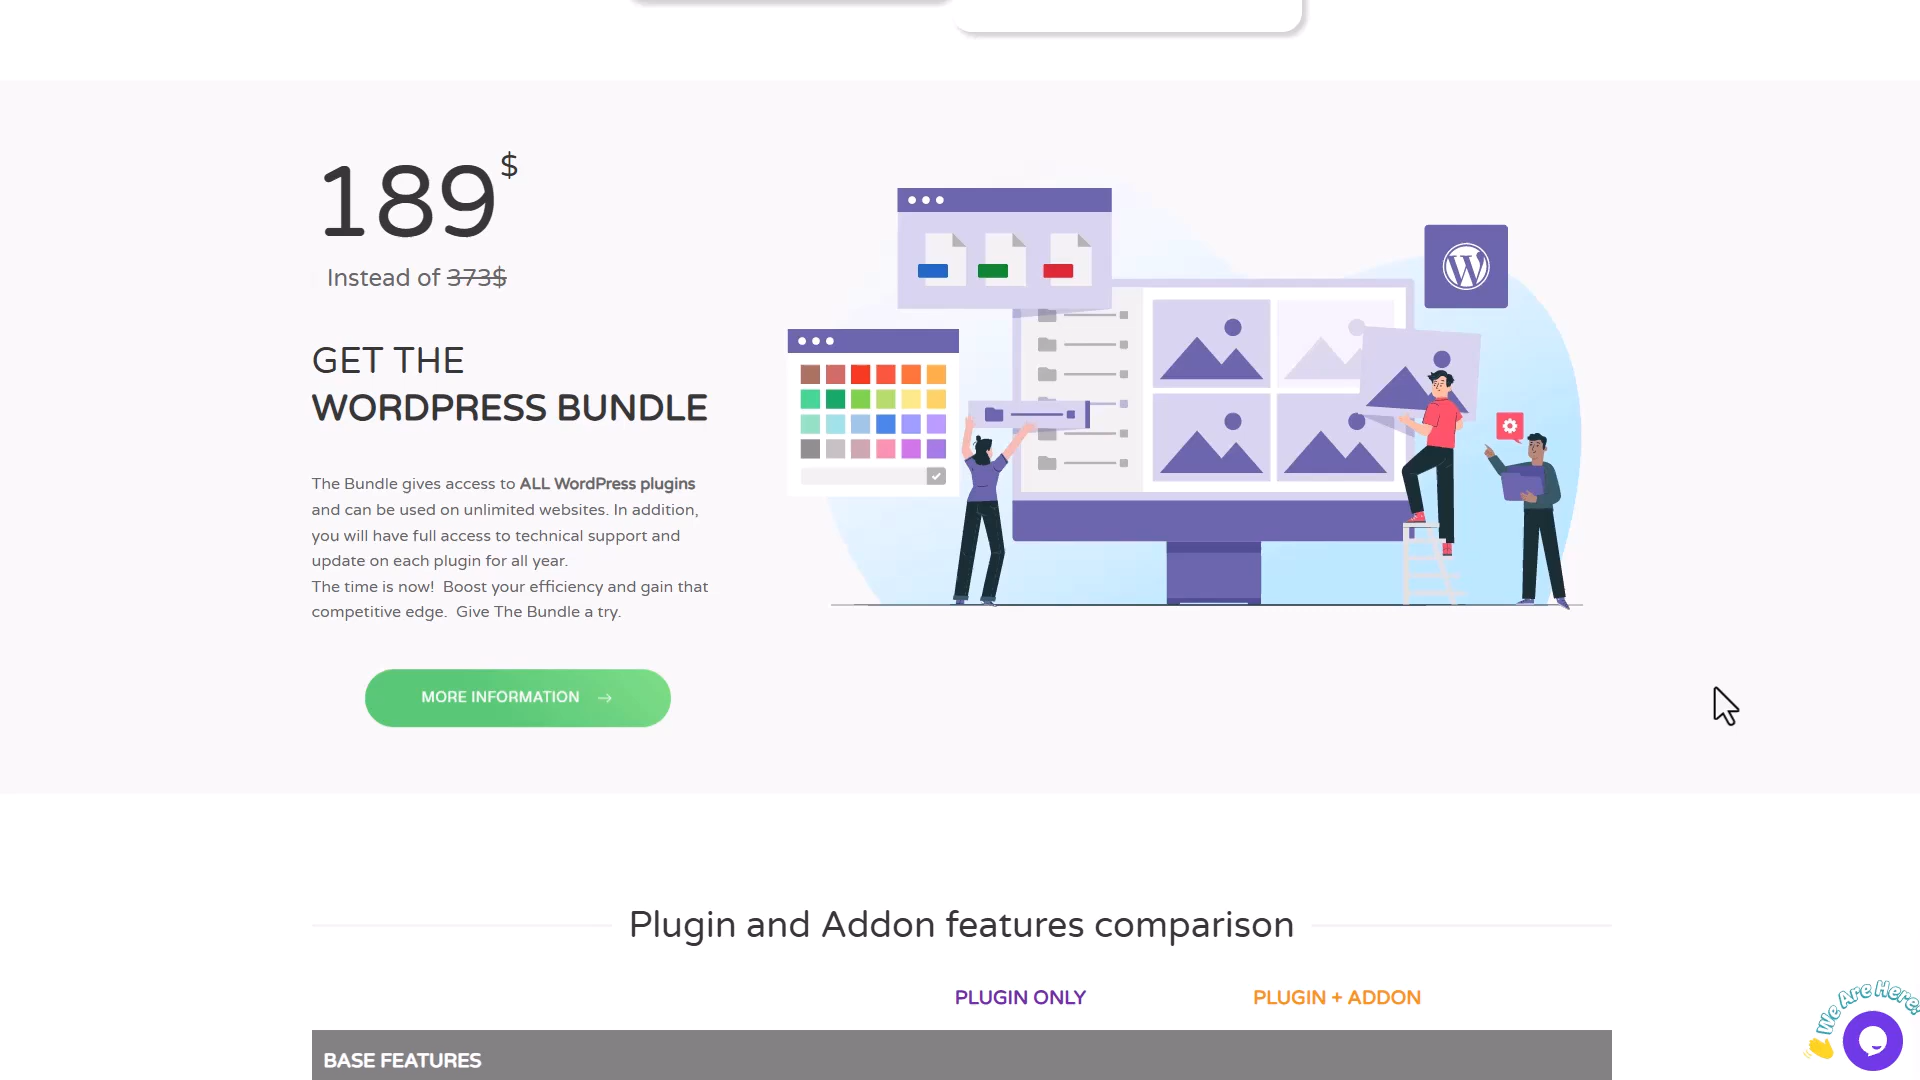 189$
Instead of 373$
GET THE
WORDPRESS BUNDLE
The Bundle gives access to ALL WordPress plugins
and can be used on unlimited websites. In addition,
you will have full access to technical support and
update on each plugin for all year.
The time is now!  Boost your efficiency and gain that
competitive edge.  Give The Bundle a try.
MORE INFORMATION →
Plugin and Addon features comparison
PLUGIN ONLY
PLUGIN + ADDON
BASE FEATURES
We Are Here!